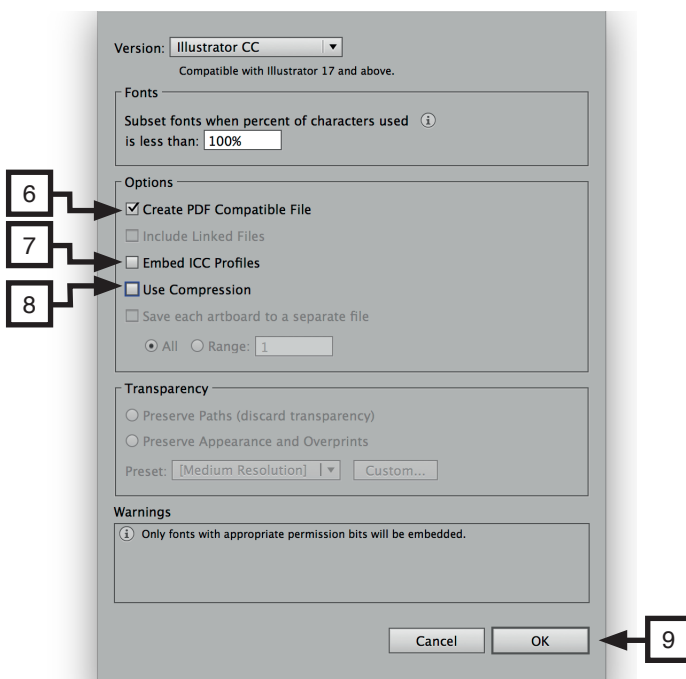 Version: Illustrator CC
Compatible with Illustrator 17 and above.
Fonts
Subset fonts when percent of characters used
is less than: 100%
Options
6
Create PDF Compatible File
Include Linked Files
7
Embed ICC Profiles
8
Use Compression
Save each artboard to a separate file
All Range: 1
Transparency
Preserve Paths (discard transparency)
Preserve Appearance and Overprints
Preset: [Medium Resolution] Custom...
Warnings
Only fonts with appropriate permission bits will be embedded.
Cancel OK 9